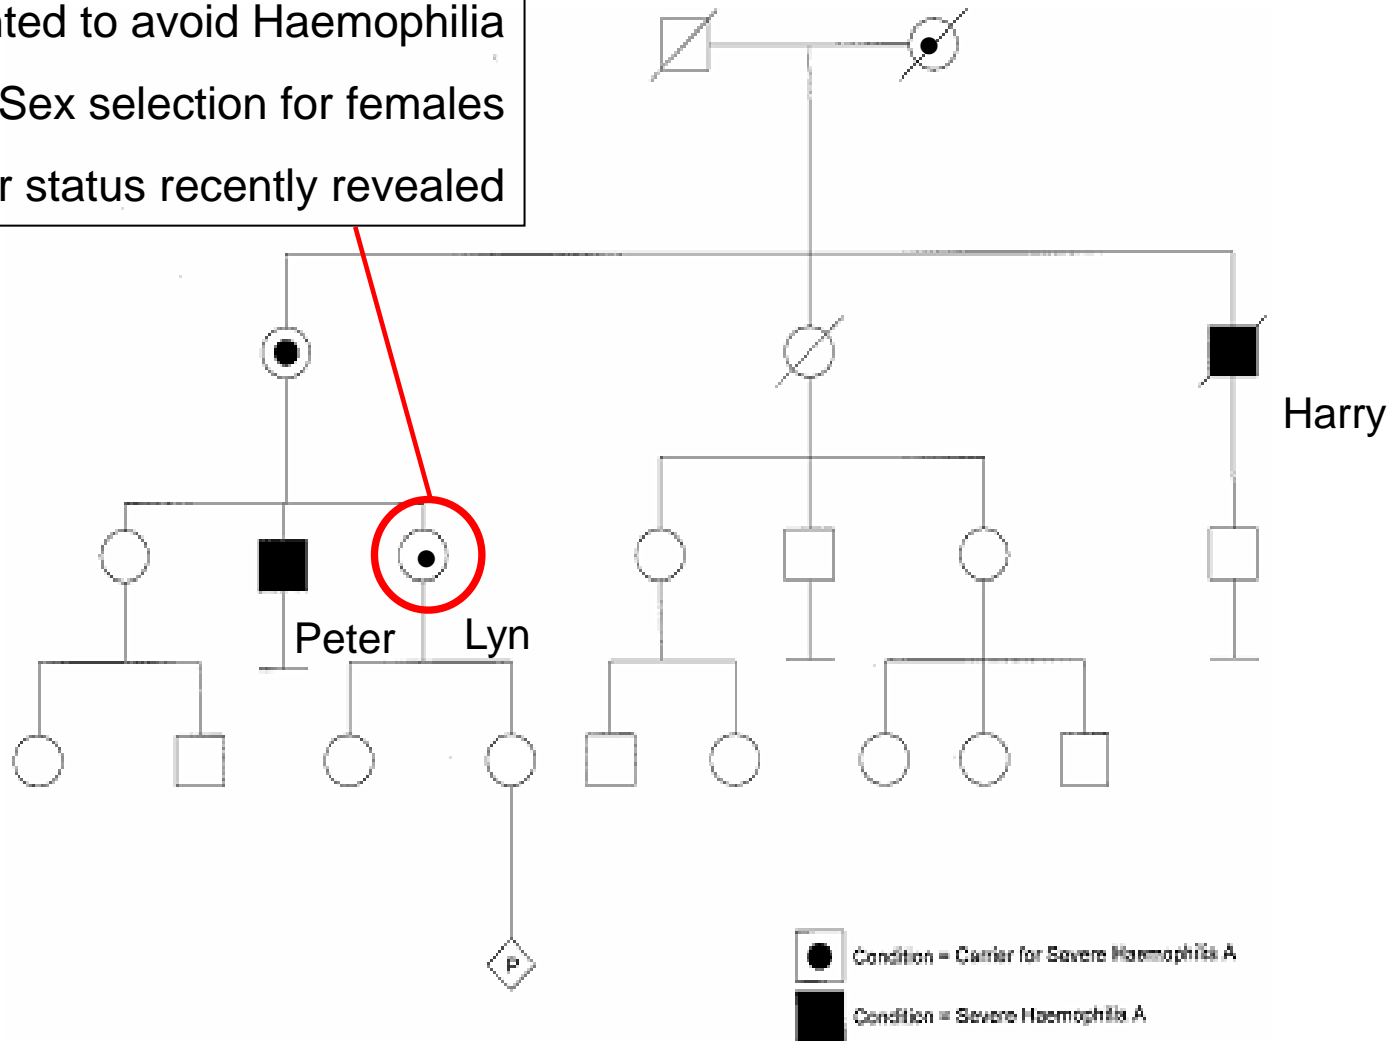 ted to avoid Haemophilia
Sex selection for females
r status recently revealed
Harry
Peter
Lyn
P
Condition = Carrier for Severe Haemophilia A
Condition = Severe Haemophilia A